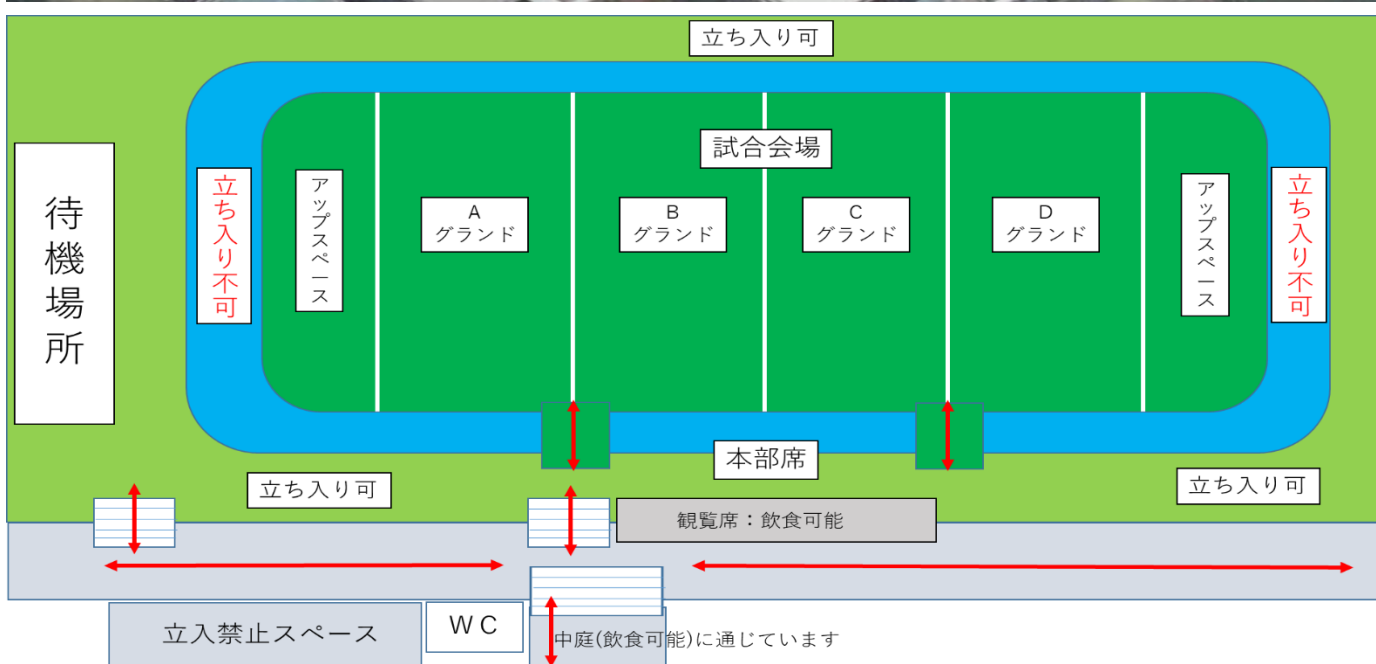 立ち入り可
試合会場
待機場所
立ち入り不可
アップスペース
A
グランド
B
グランド
C
グランド
D
グランド
アップスペース
立ち入り不可
本部席
立ち入り可
立ち入り可
観覧席：飲食可能
立入禁止スペース
ＷＣ
中庭(飲食可能)に通じています